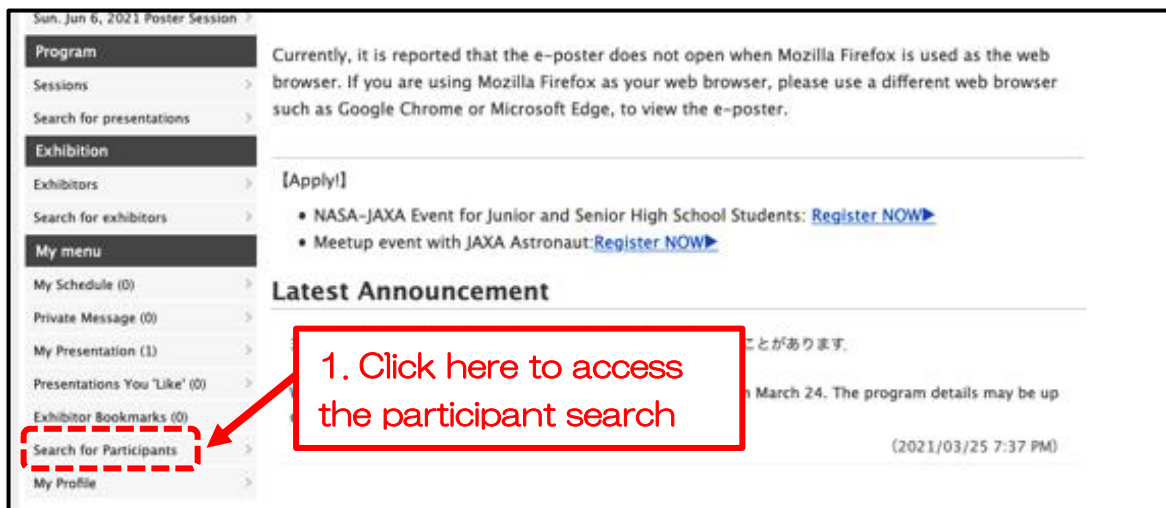 Sun. Jun 6, 2021 Poster Session
Program
Sessions
Search for presentations
Exhibition
Exhibitors
Search for exhibitors
My menu
My Schedule (0)
Private Message (0)
My Presentation (1)
Presentations You "Like" (0)
Exhibitor Bookmarks (0)
Search for Participants
My Profile
Currently, it is reported that the e-poster does not open when Mozilla Firefox is used as the web
browser. If you are using Mozilla Firefox as your web browser, please use a different web browser
such as Google Chrome or Microsoft Edge, to view the e-poster.
【Apply!】
• NASA-JAXA Event for Junior and Senior High School Students: Register NOW▶
• Meetup event with JAXA Astronaut:Register NOW▶
Latest Announcement
ことがあります.
March 24. The program details may be up
(2021/03/25 7:37 PM)
1. Click here to access
the participant search